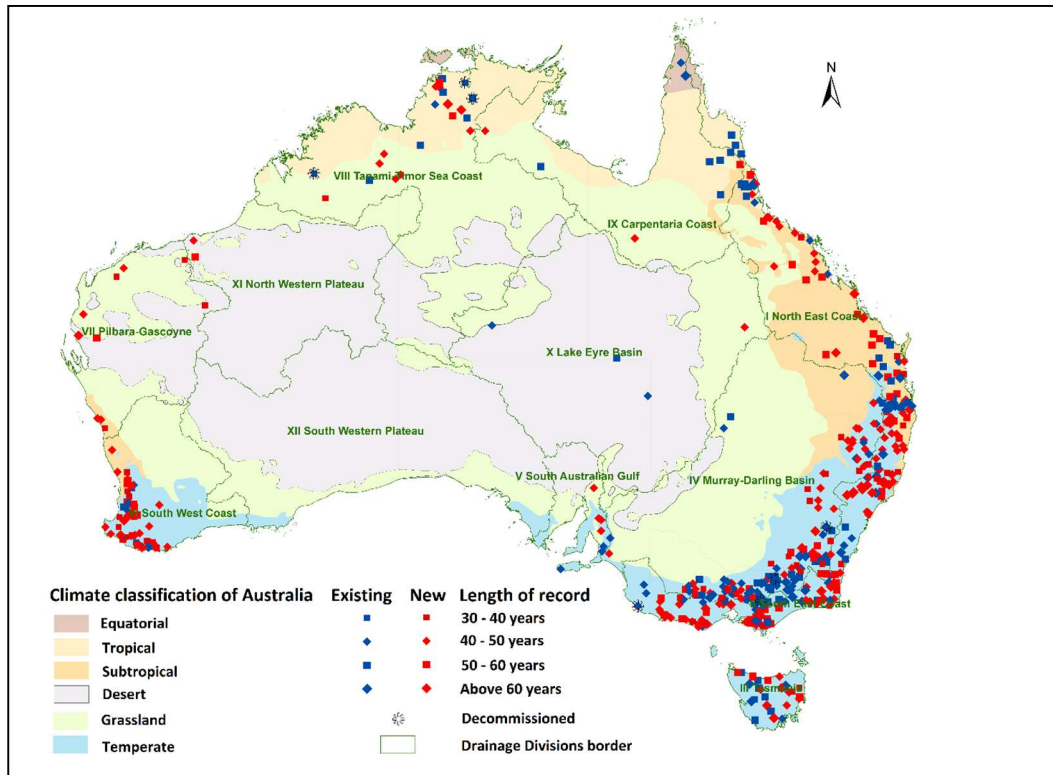 N
VIII Tanami-Timor Sea Coast
IX Carpentaria Coast
XI North Western Plateau
VII Pilbara-Gascoyne
I North East Coast
X Lake Eyre Basin
XII South Western Plateau
V South Australian Gulf
IV Murray-Darling Basin
South West Coast
South East Coast
III Tasmania
Climate classification of Australia
Existing New Length of record
Equatorial
Tropical
Subtropical
Desert
Grassland
Temperate
30 - 40 years
40 - 50 years
50 - 60 years
Above 60 years
Decommissioned
Drainage Divisions border